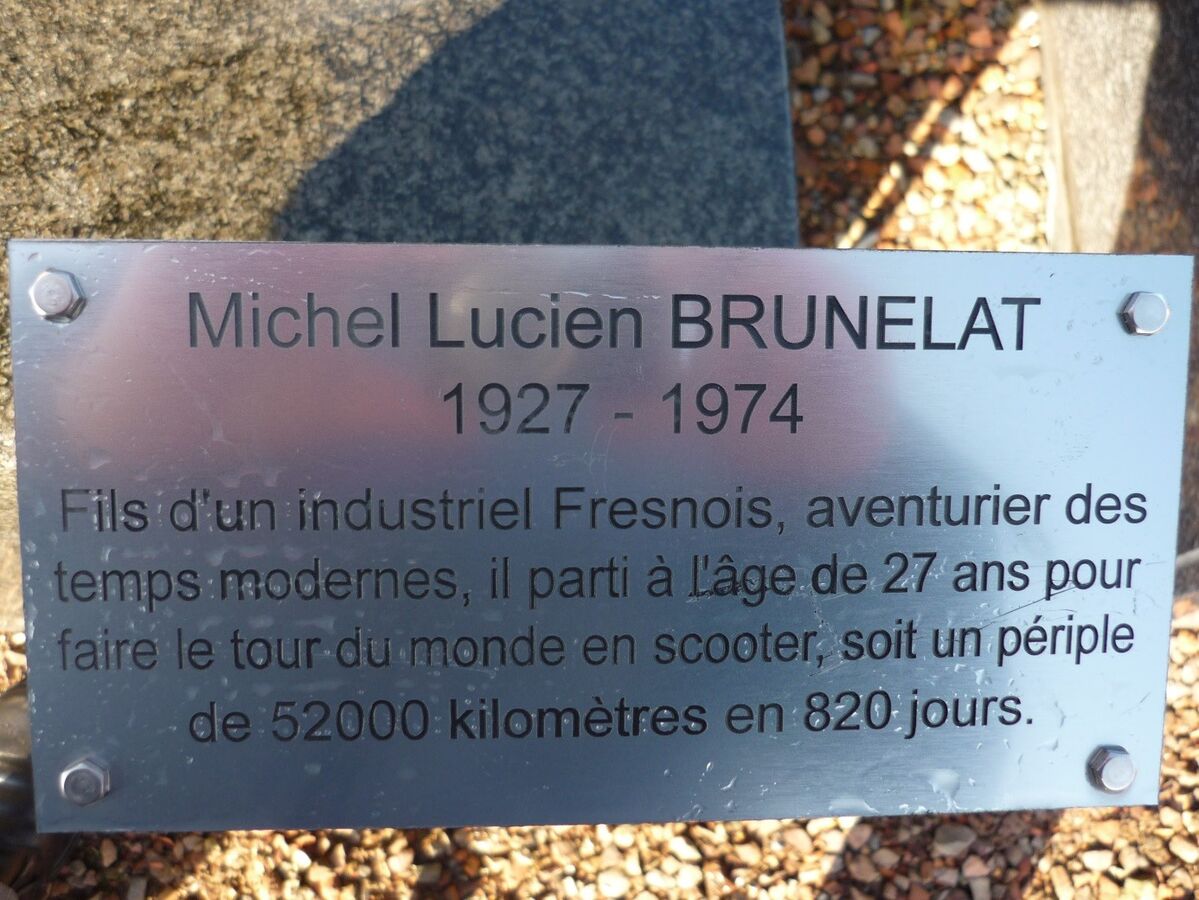 Michel Lucien BRUNELAT
1927 - 1974
Fils d'un industriel Fresnois, aventurier des
temps modernes, il parti à l'âge de 27 ans pour
faire le tour du monde en scooter, soit un périple
de 52000 kilomètres en 820 jours.